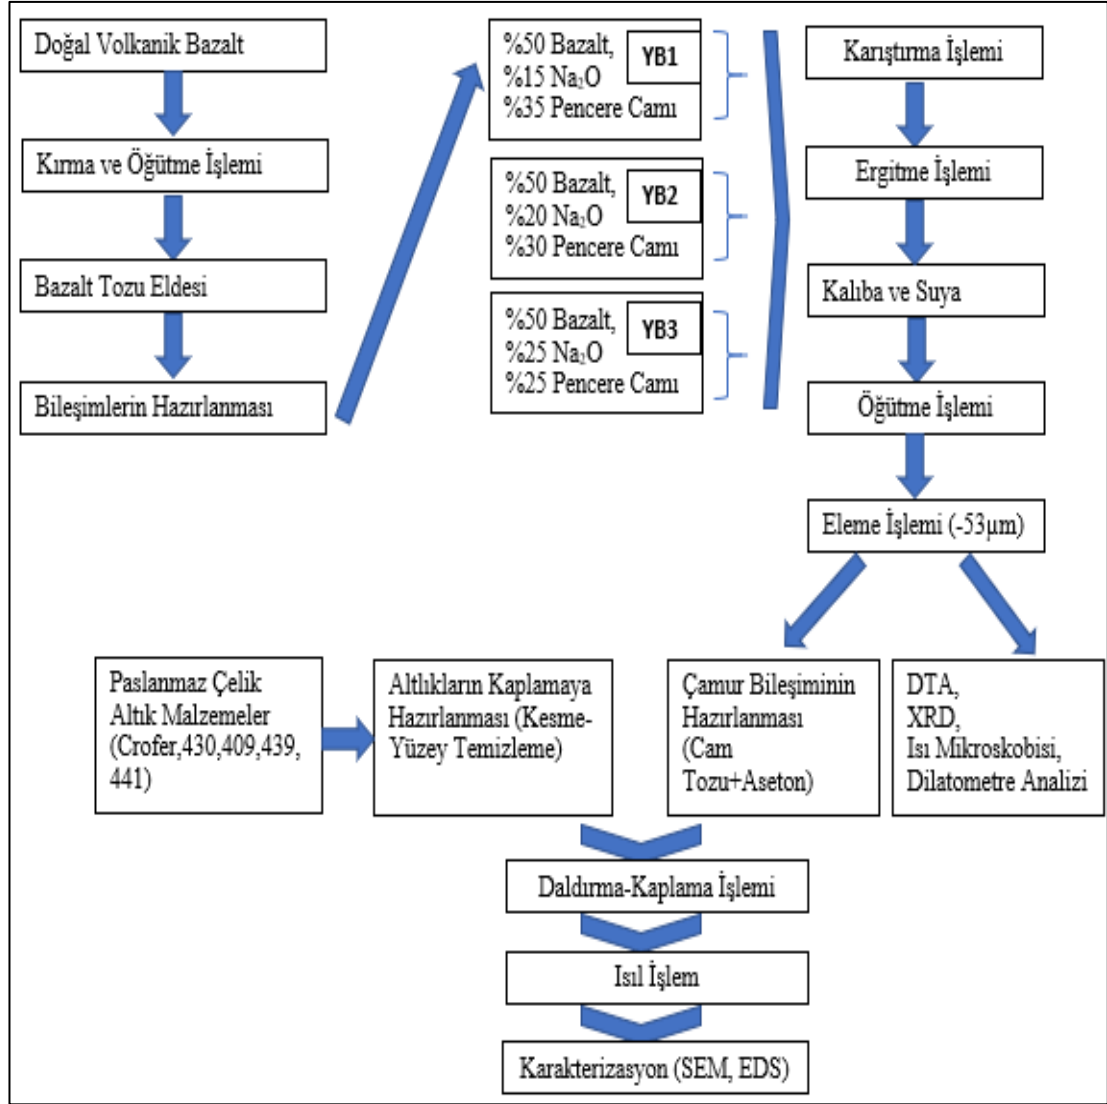 Doğal Volkanik Bazalt
Kırma ve Öğütme İşlemi
Bazalt Tozu Eldesi
Bileşimlerin Hazırlanması
%50 Bazalt,
%15 Na₂O
%35 Pencere Camı
YB1
%50 Bazalt,
%20 Na₂O
%30 Pencere Camı
YB2
%50 Bazalt,
%25 Na₂O
%25 Pencere Camı
YB3
Karıştırma İşlemi
Ergitme İşlemi
Kalıba ve Suya
Öğütme İşlemi
Eleme İşlemi (-53µm)
Paslanmaz Çelik
Altık Malzemeler
(Crofer,430,409,439,
441)
Altlıkların Kaplamaya
Hazırlanması (Kesme-
Yüzey Temizleme)
Çamur Bileşiminin
Hazırlanması
(Cam
Tozu+Aseton)
DTA,
XRD,
Isı Mikroskobisi,
Dilatometre Analizi
Daldırma-Kaplama İşlemi
Isıl İşlem
Karakterizasyon (SEM, EDS)